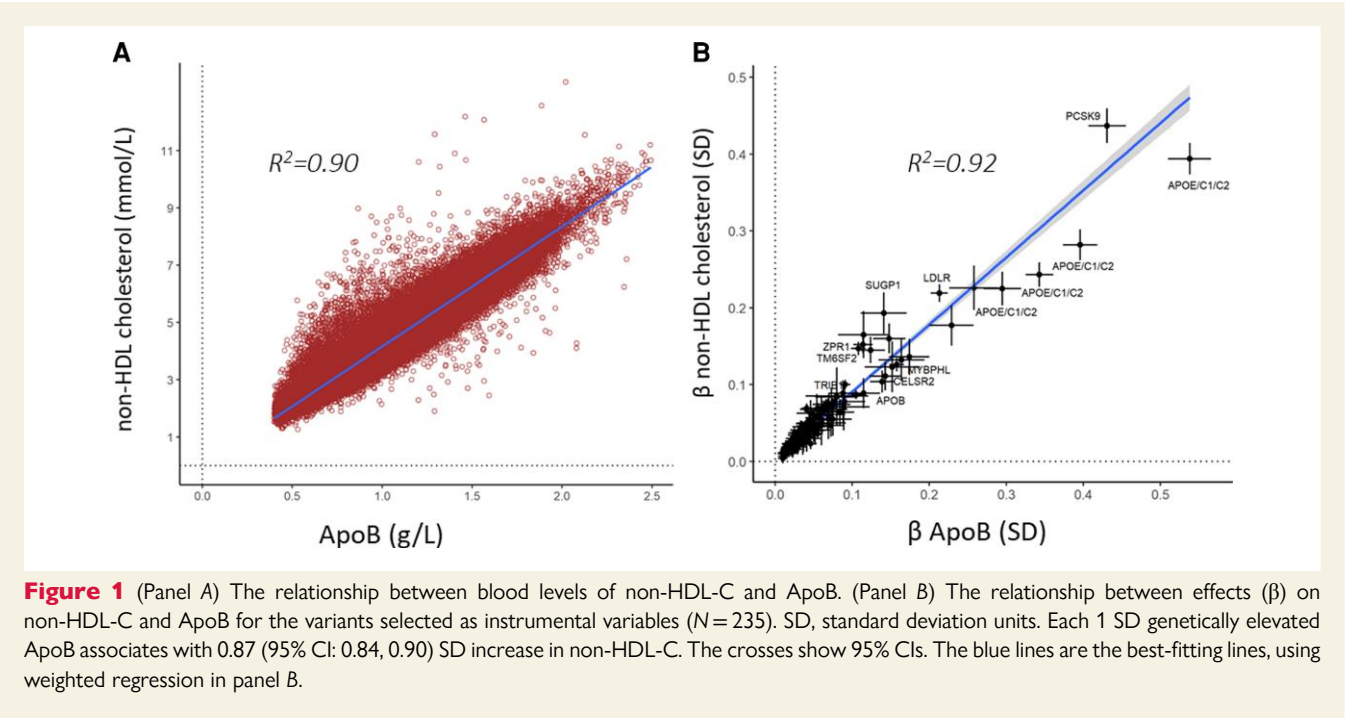 A
B
R²=0.90
non-HDL cholesterol (mmol/L)
11
9
7
5
3
1
0.0 0.5 1.0 1.5 2.0 2.5
ApoB (g/L)
R²=0.92
β non-HDL cholesterol (SD)
0.5
0.4
0.3
0.2
0.1
0.0
PCSK9
APOE/C1/C2
APOE/C1/C2
APOE/C1/C2
APOE/C1/C2
LDLR
SUGP1
ZPR1
TM6SF2
MYBPHL
CELSR2
APOB
0.0 0.1 0.2 0.3 0.4 0.5
β ApoB (SD)
Figure 1 (Panel A) The relationship between blood levels of non-HDL-C and ApoB. (Panel B) The relationship between effects (β) on
non-HDL-C and ApoB for the variants selected as instrumental variables (N = 235). SD, standard deviation units. Each 1 SD genetically elevated
ApoB associates with 0.87 (95% CI: 0.84, 0.90) SD increase in non-HDL-C. The crosses show 95% CIs. The blue lines are the best-fitting lines, using
weighted regression in panel B.